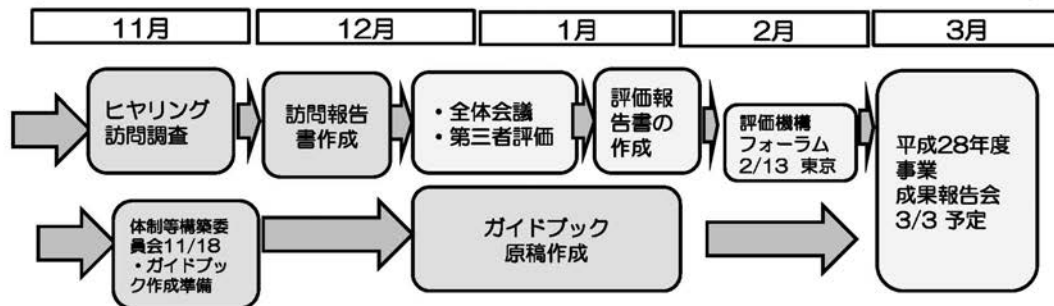 11月
12月
1月
2月
3月
ヒヤリング
訪問調査
訪問報告
書作成
・全体会議
・第三者評価
評価報
告書の
作成
評価機構
フォーラム
2/13 東京
平成28年度
事業
成果報告会
3/3 予定
体制等構築委
員会11/18
・ガイドブッ
ク作成準備
ガイドブック
原稿作成